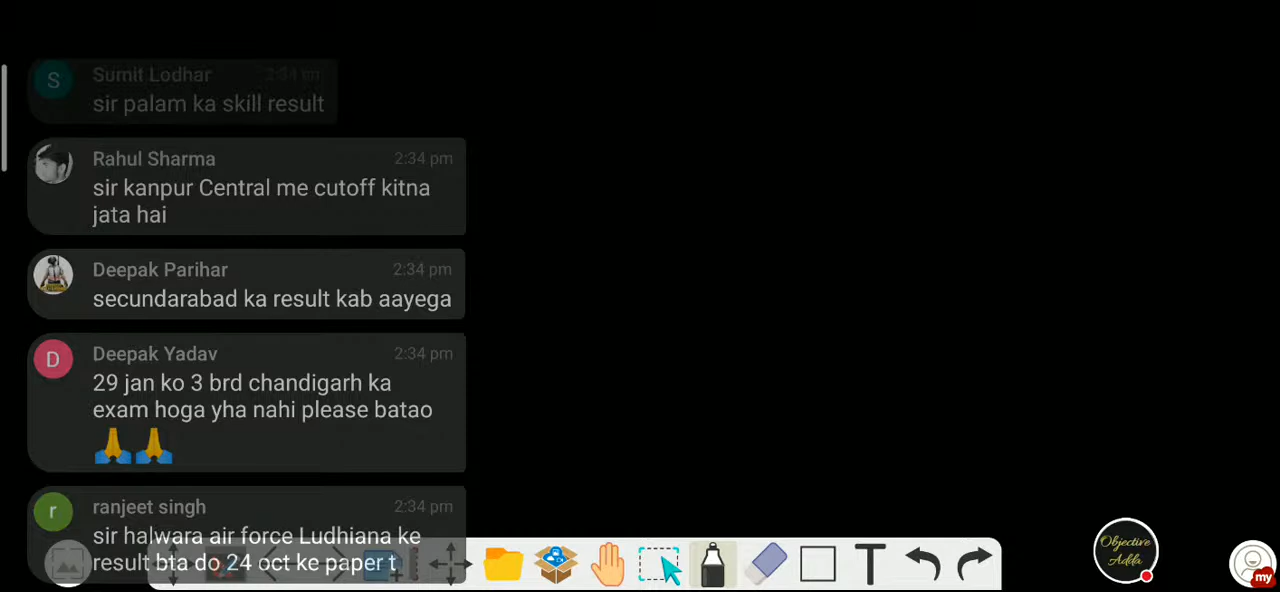 Sumit Lodhar 2:34 pm
sir palam ka skill result
Rahul Sharma 2:34 pm
sir kanpur Central me cutoff kitna
jata hai
Deepak Parihar 2:34 pm
secundarabad ka result kab aayega
D
Deepak Yadav 2:34 pm
29 jan ko 3 brd chandigarh ka
exam hoga yha nahi please batao
🙏🙏
r
ranjeet singh 2:34 pm
sir halwara air force Ludhiana ke
result bta do 24 oct ke paper t
S
T
Objective
Adda
my